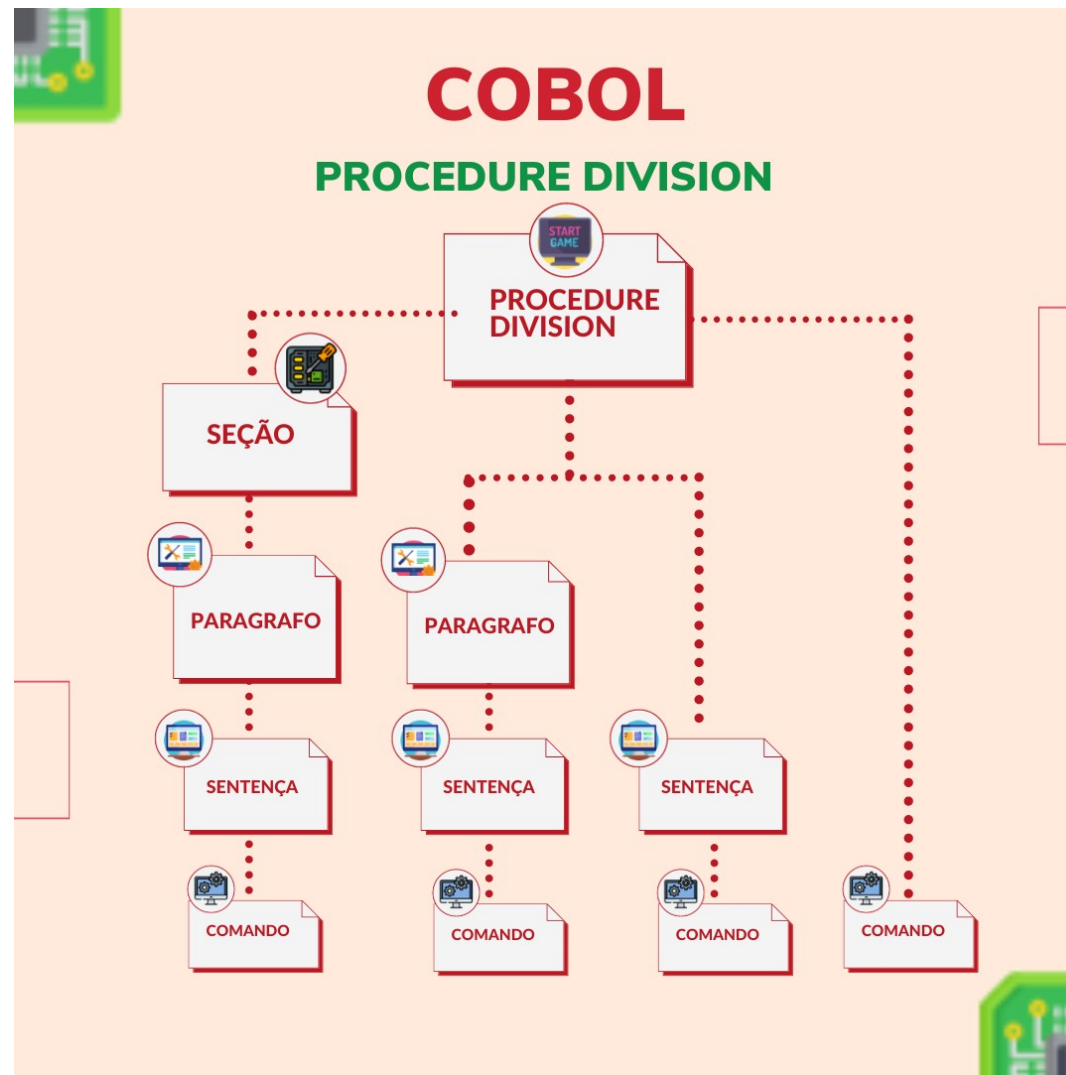 COBOL
PROCEDURE DIVISION
START
GAME
PROCEDURE
DIVISION
SEÇÃO
PARAGRAFO
PARAGRAFO
SENTENÇA
SENTENÇA
SENTENÇA
COMANDO
COMANDO
COMANDO
COMANDO